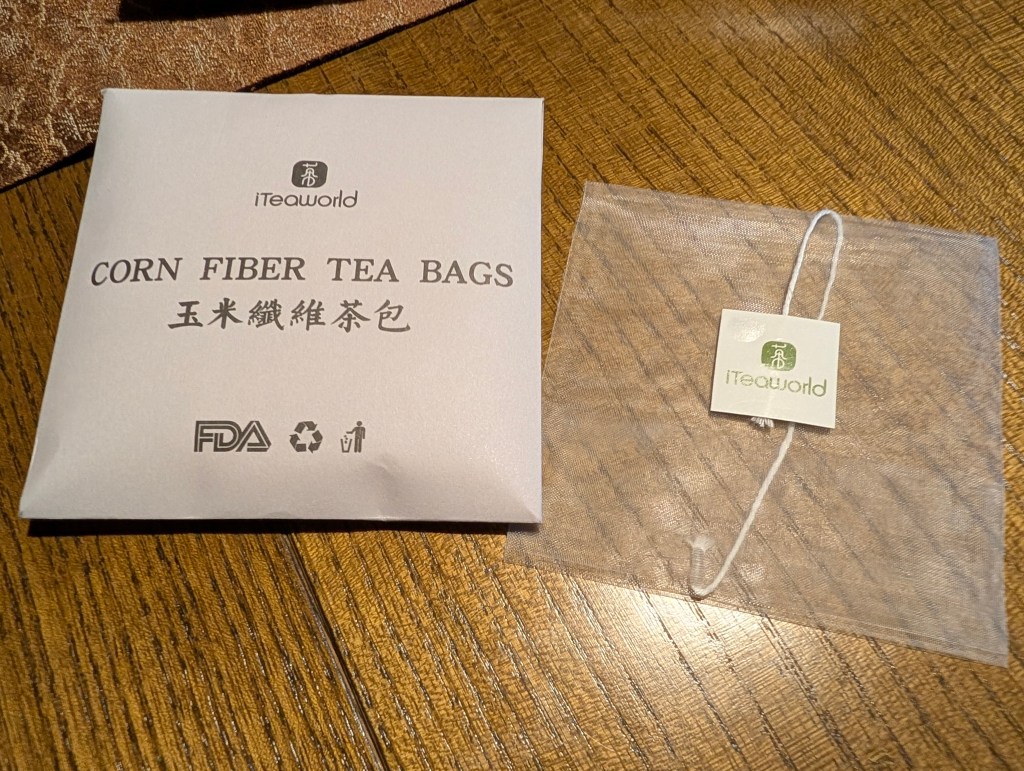 茶
iTeaworld
CORN FIBER TEA BAGS
玉米纖維茶包
FDA
茶
iTeaworld